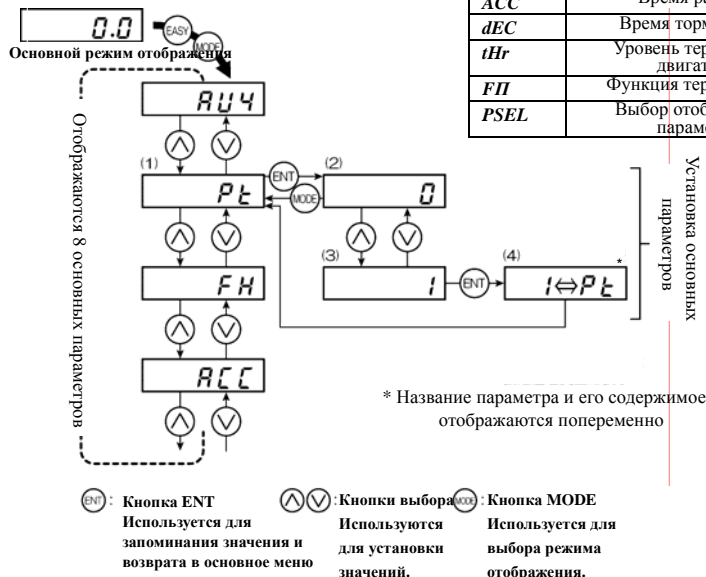 0.0
EASY
MODE
Основной режим отображения
ACC
dEC
Время торм
tHr
Уровень тер
двигат
FП
Функция тер
PSEL
Выбор отоб
парам
AU4
Отображаются 8 основных параметров
(1)
Pt
ENT
MODE
(2)
0
(3)
1
ENT
(4)
*
1⇔Pt
FH
ACC
Установка основных
параметров
* Название параметра и его содержимое
отображаются попеременно
ENT : Кнопка ENT
Используется для
запоминания значения и
возврата в основное меню
: Кнопки выбора
Используются
для установки
значений.
MODE : Кнопка MODE
Используется для
выбора режима
отображения.